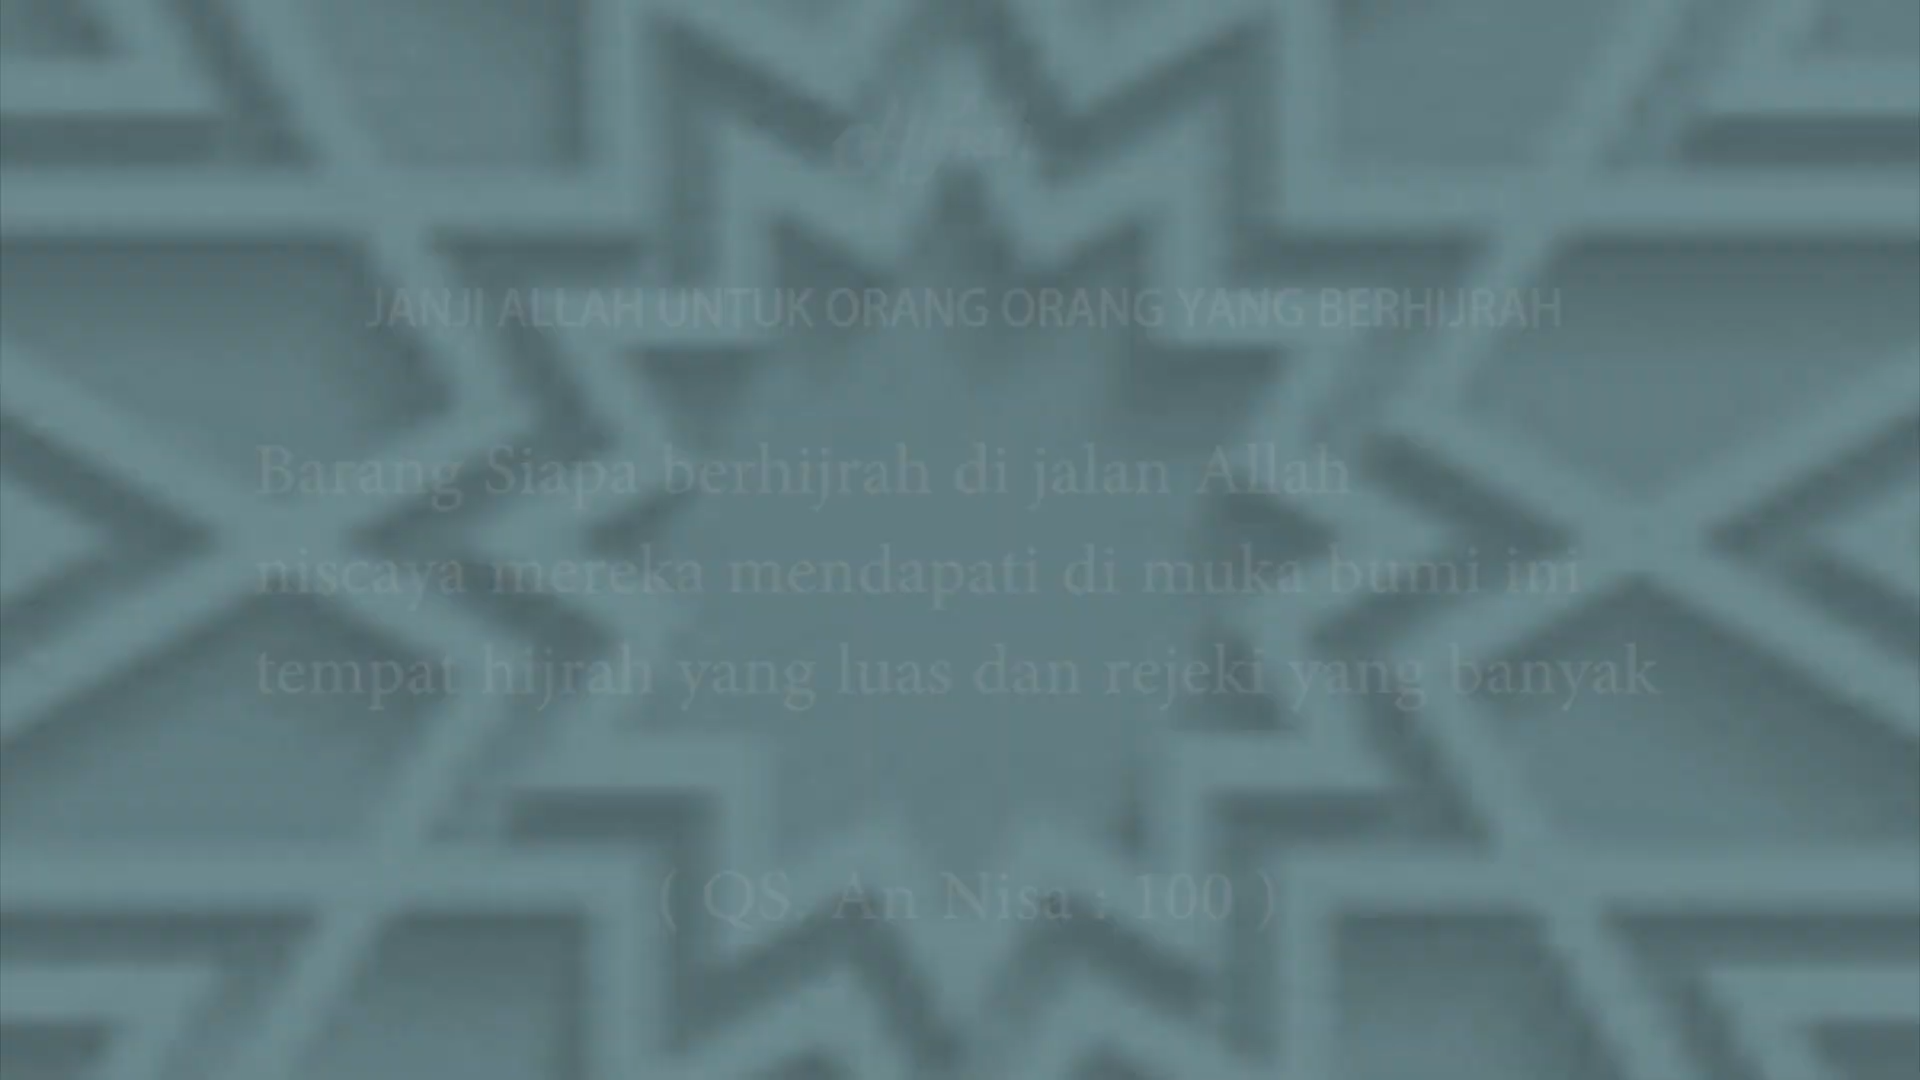 Hijrah
JANJI ALLAH UNTUK ORANG ORANG YANG BERHIJRAH
Barang Siapa berhijrah di jalan Allah
niscaya mereka mendapati di muka bumi ini
tempat hijrah yang luas dan rejeki yang banyak
( QS. An Nisa : 100 )